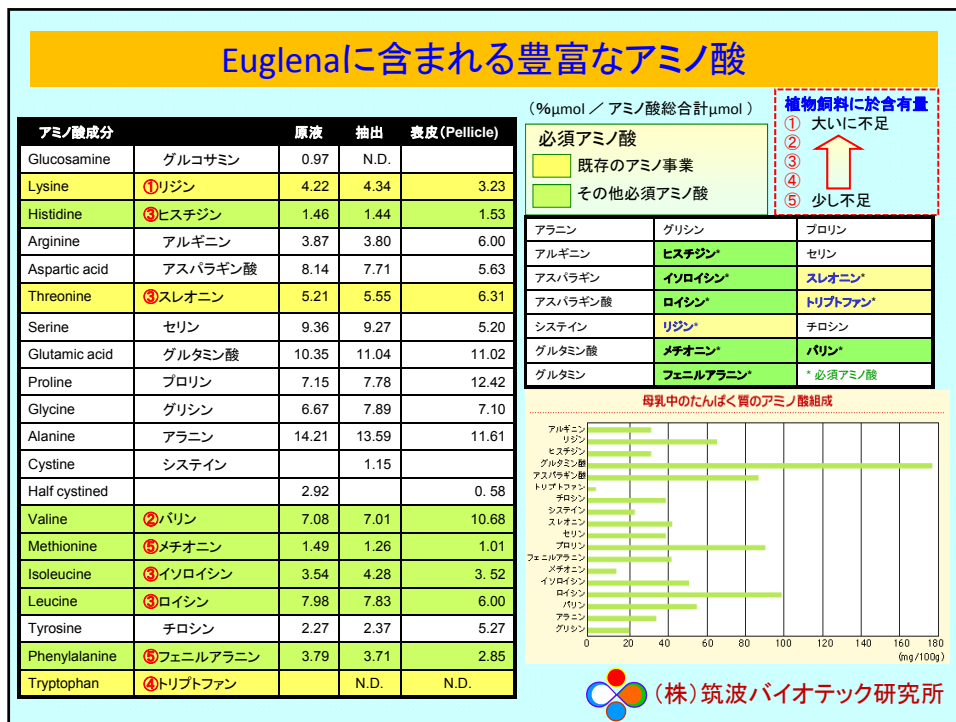 Euglenaに含まれる豊富なアミノ酸
アミノ酸成分 原液 抽出 表皮(Pellicle)
Glucosamine グルコサミン 0.97 N.D.
Lysine ①リジン 4.22 4.34 3.23
Histidine ③ヒスチジン 1.46 1.44 1.53
Arginine アルギニン 3.87 3.80 6.00
Aspartic acid アスパラギン酸 8.14 7.71 5.63
Threonine ③スレオニン 5.21 5.55 6.31
Serine セリン 9.36 9.27 5.20
Glutamic acid グルタミン酸 10.35 11.04 11.02
Proline プロリン 7.15 7.78 12.42
Glycine グリシン 6.67 7.89 7.10
Alanine アラニン 14.21 13.59 11.61
Cystine システイン 1.15
Half cystined 2.92 0. 58
Valine ②バリン 7.08 7.01 10.68
Methionine ⑤メチオニン 1.49 1.26 1.01
Isoleucine ③イソロイシン 3.54 4.28 3. 52
Leucine ③ロイシン 7.98 7.83 6.00
Tyrosine チロシン 2.27 2.37 5.27
Phenylalanine ⑤フェニルアラニン 3.79 3.71 2.85
Tryptophan ④トリプトファン N.D. N.D.
(%μmol / アミノ酸総合計μmol )
必須アミノ酸
既存のアミノ事業
その他必須アミノ酸
植物飼料に於含有量
① 大いに不足
②
③
④
⑤ 少し不足
アラニン グリシン プロリン
アルギニン ヒスチジン* セリン
アスパラギン イソロイシン* スレオニン*
アスパラギン酸 ロイシン* トリプトファン*
システイン リジン* チロシン
グルタミン酸 メチオニン* バリン*
グルタミン フェニルアラニン* * 必須アミノ酸
母乳中のたんぱく質のアミノ酸組成
アルギニン
リジン
ヒスチジン
グルタミン酸
アスパラギン酸
トリプトファン
チロシン
システイン
スレオニン
セリン
プロリン
フェニルアラニン
メチオニン
イソロイシン
ロイシン
バリン
アラニン
グリシン
0 20 40 60 80 100 120 140 160 180
(mg/100g)
(株)筑波バイオテック研究所